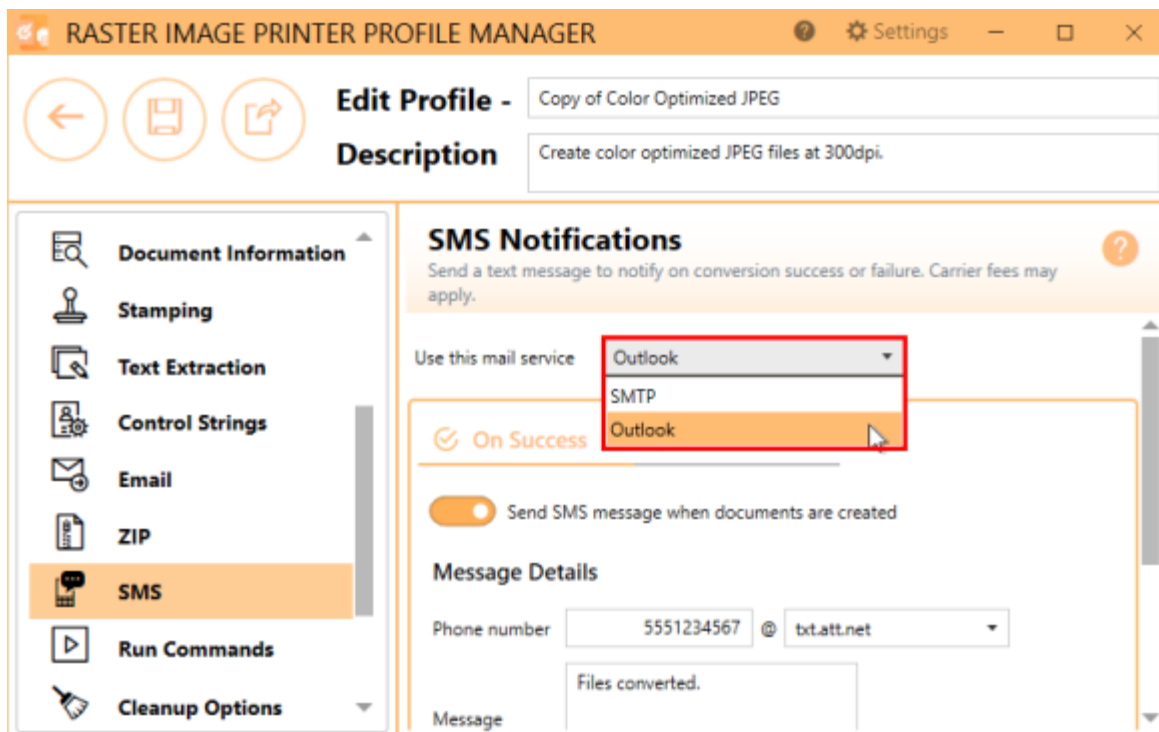 RASTER IMAGE PRINTER PROFILE MANAGER
? Settings
Edit Profile - Copy of Color Optimized JPEG
Description Create color optimized JPEG files at 300dpi.
Document Information
Stamping
Text Extraction
Control Strings
Email
ZIP
SMS
Run Commands
Cleanup Options
SMS Notifications
?
Send a text message to notify on conversion success or failure. Carrier fees may
apply.
Use this mail service Outlook
SMTP
Outlook
On Success
Send SMS message when documents are created
Message Details
Phone number 5551234567 @ txt.att.net
Files converted.
Message